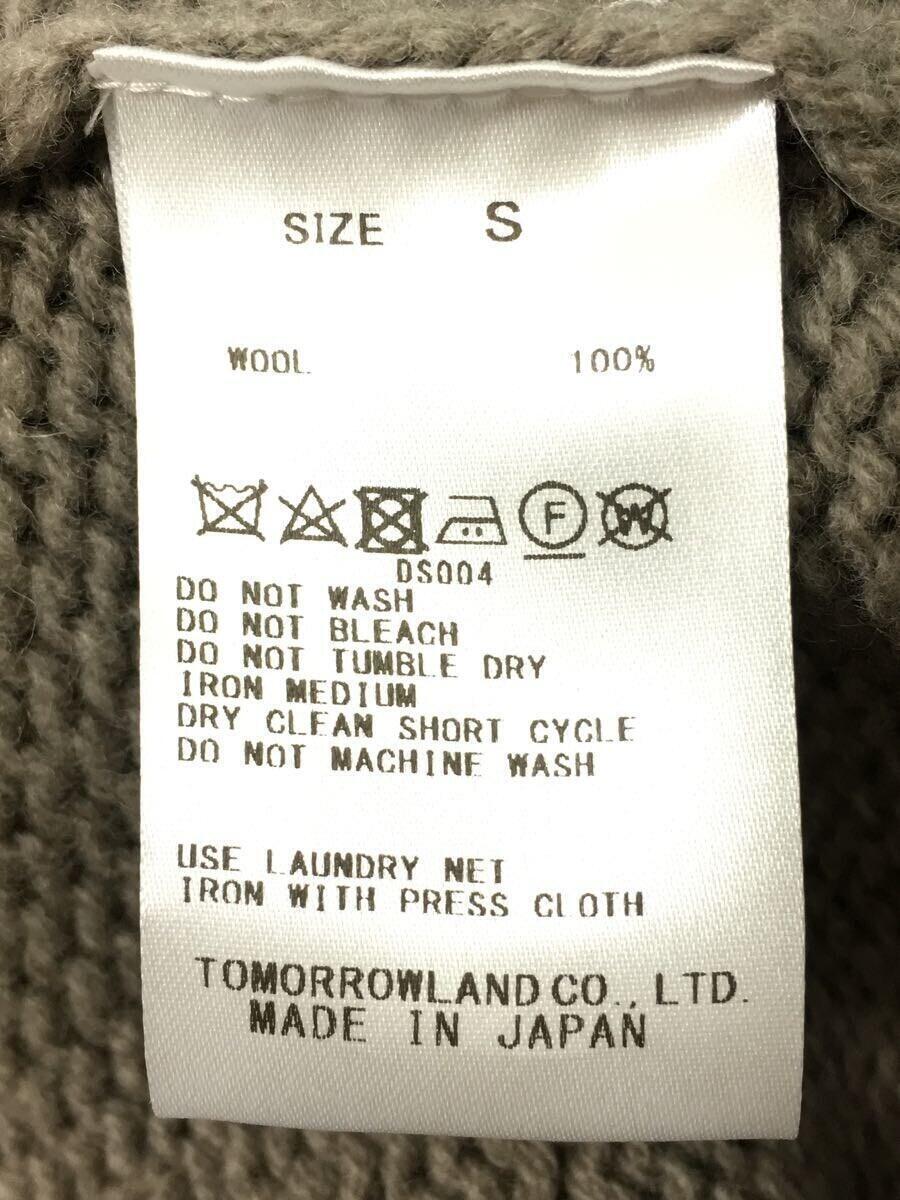 SIZE S
WOOL 100%
F W
DS004
DO NOT WASH
DO NOT BLEACH
DO NOT TUMBLE DRY
IRON MEDIUM
DRY CLEAN SHORT CYCLE
DO NOT MACHINE WASH
USE LAUNDRY NET
IRON WITH PRESS CLOTH
TOMORROWLAND CO., LTD.
MADE IN JAPAN